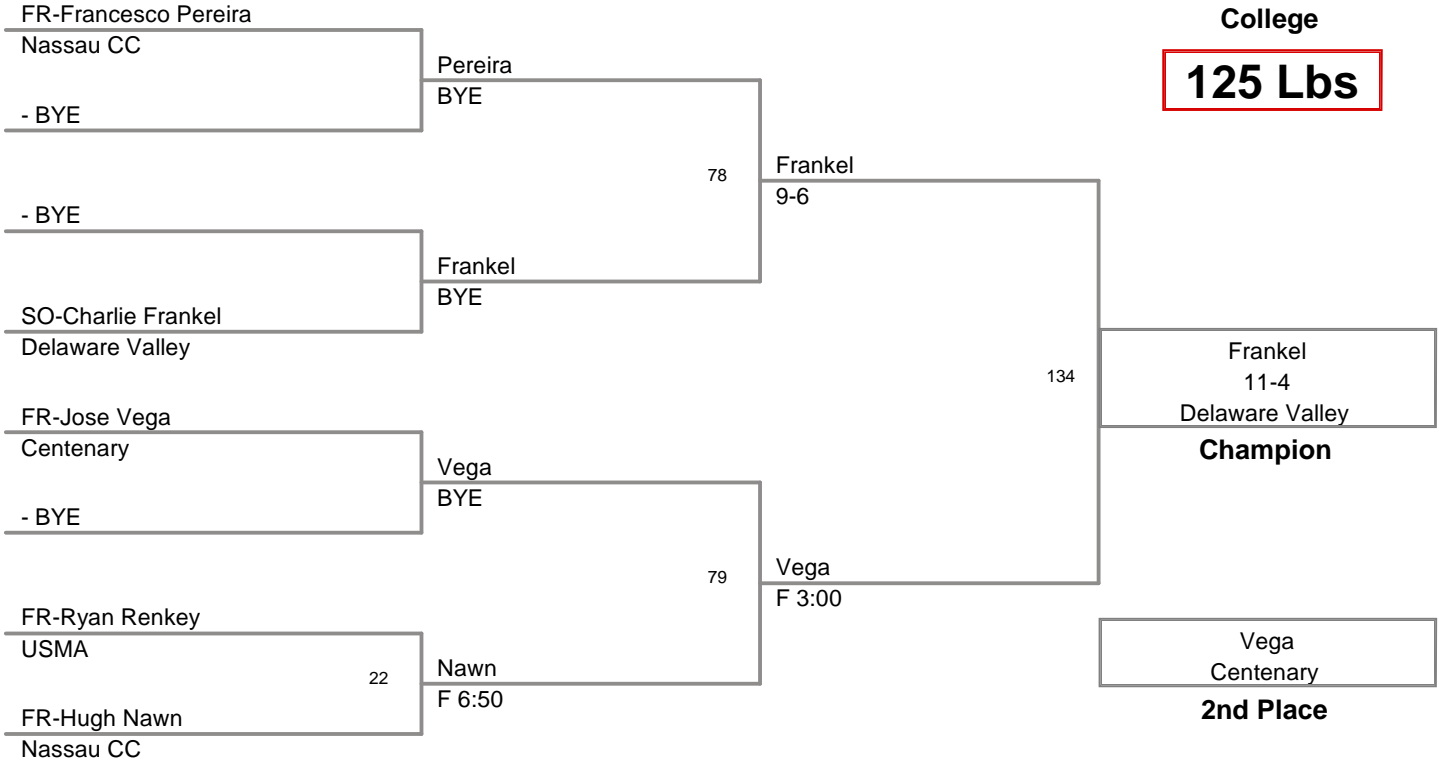 FR-Francesco Pereira
Nassau CC
- BYE
- BYE
SO-Charlie Frankel
Delaware Valley
FR-Jose Vega
Centenary
- BYE
FR-Ryan Renkey
USMA
22
FR-Hugh Nawn
Nassau CC
Pereira
BYE
78
Frankel
BYE
Vega
BYE
79
Nawn
F 6:50
Frankel
9-6
134
Vega
F 3:00
College
125 Lbs
Frankel
11-4
Delaware Valley
Champion
Vega
Centenary
2nd Place